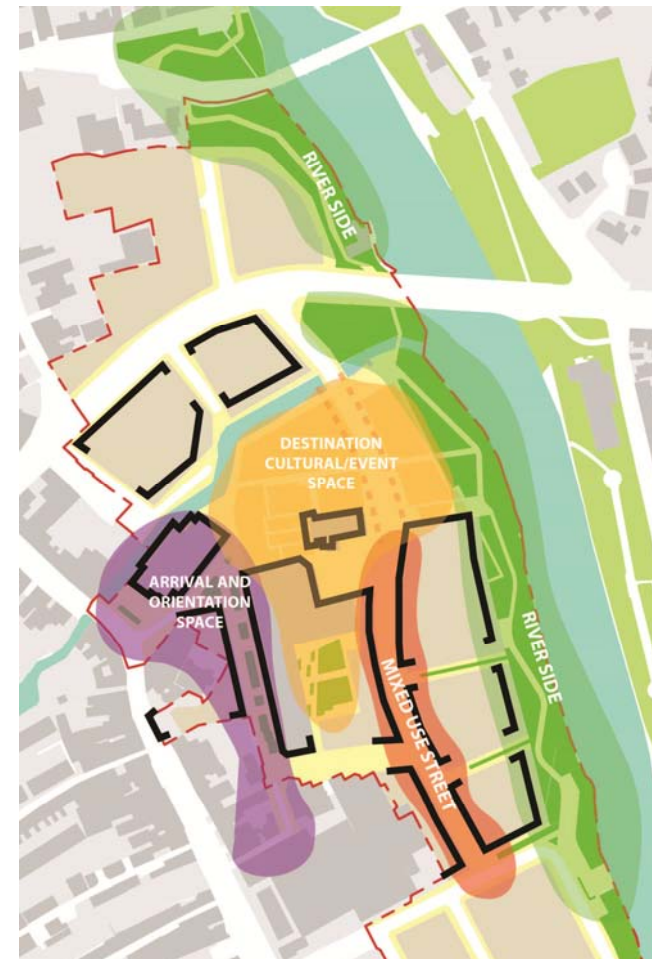 RIVER SIDE
DESTINATION
CULTURAL/EVENT
SPACE
ARRIVAL AND
ORIENTATION
SPACE
MIXED USE STREET
RIVER SIDE